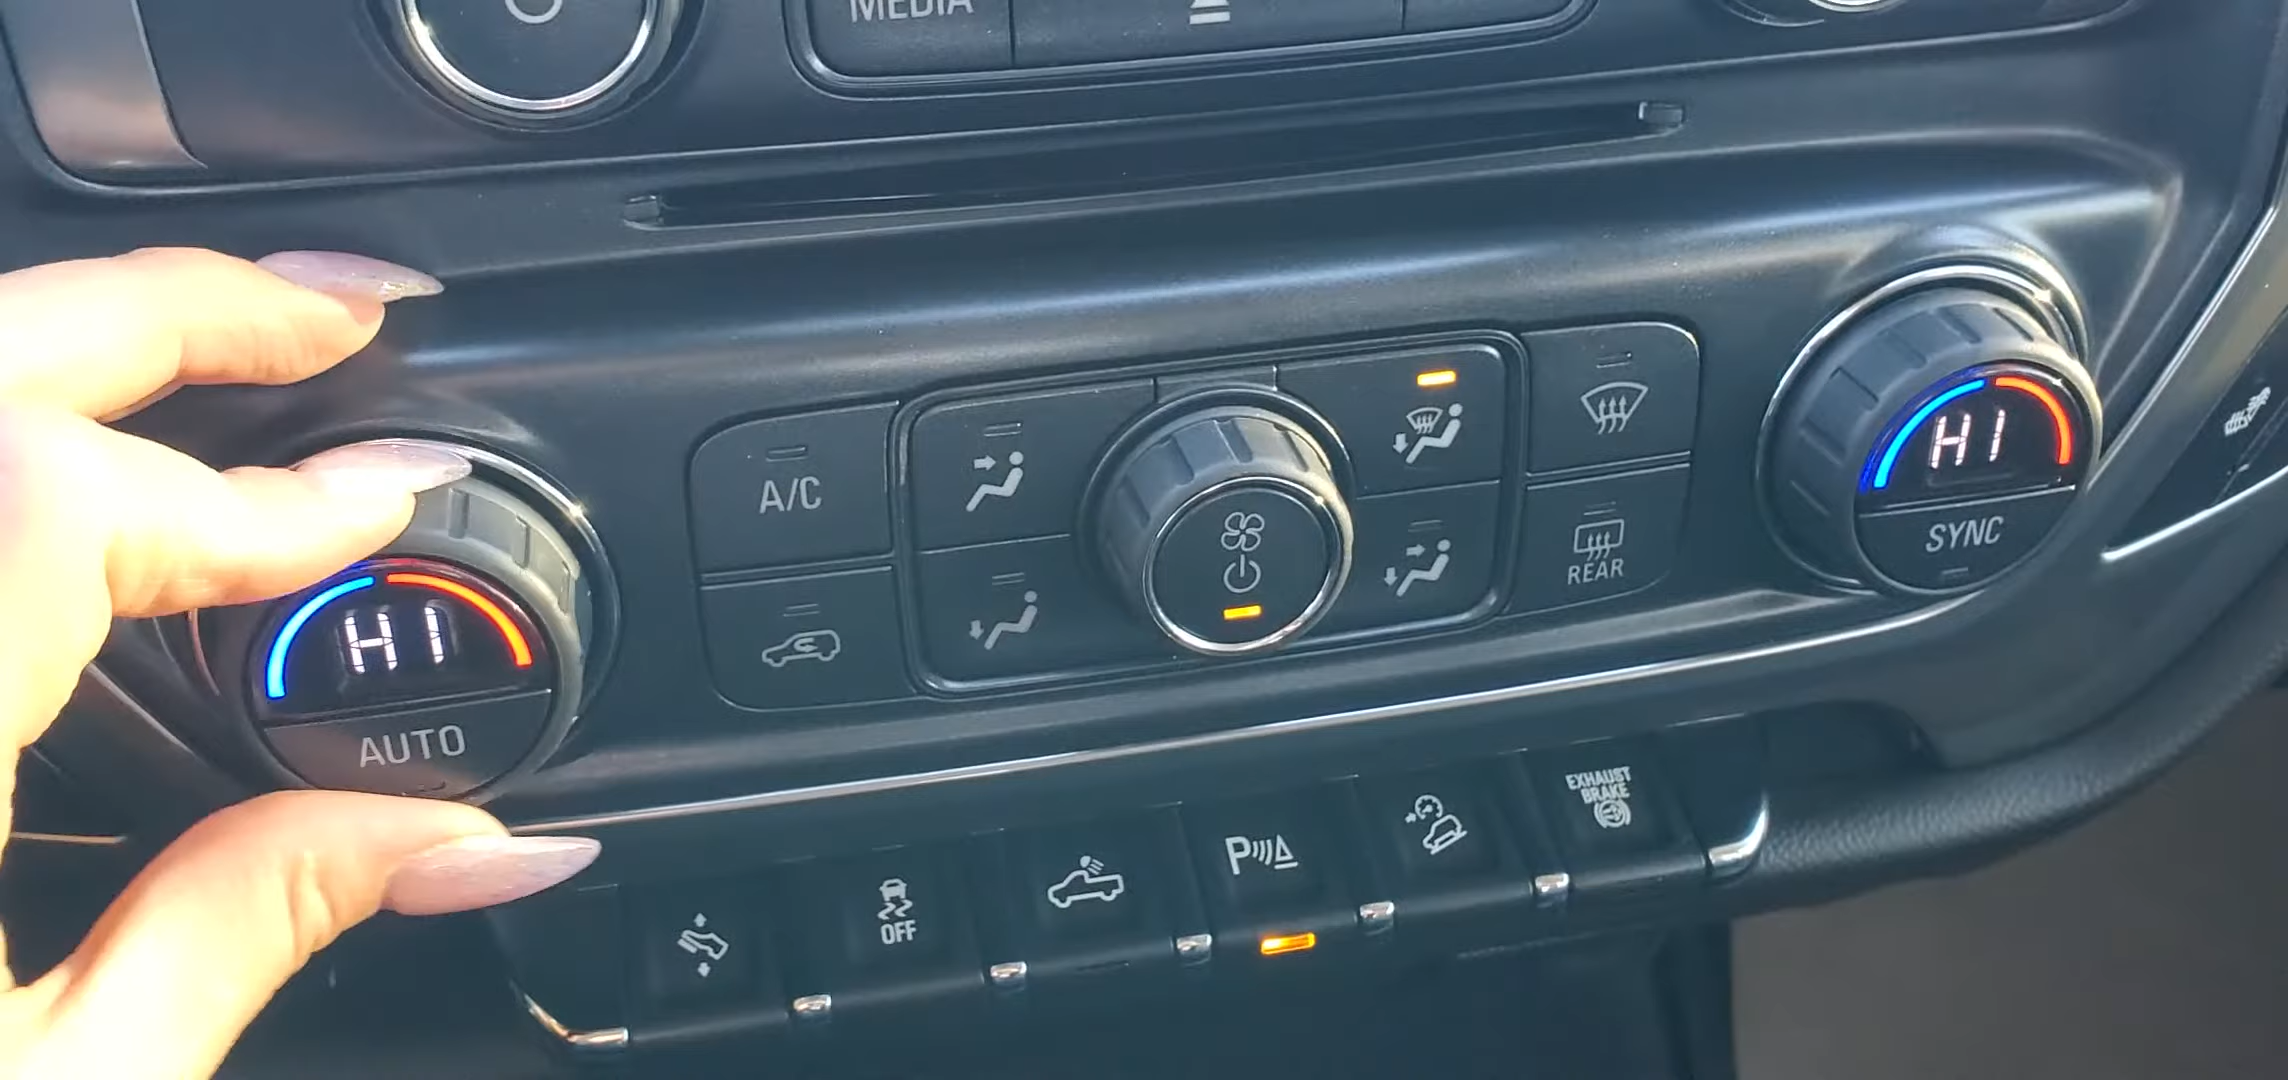 MEDIA
A/C
HI
SYNC
REAR
HI
AUTO
EXHAUST
BRAKE
P
OFF